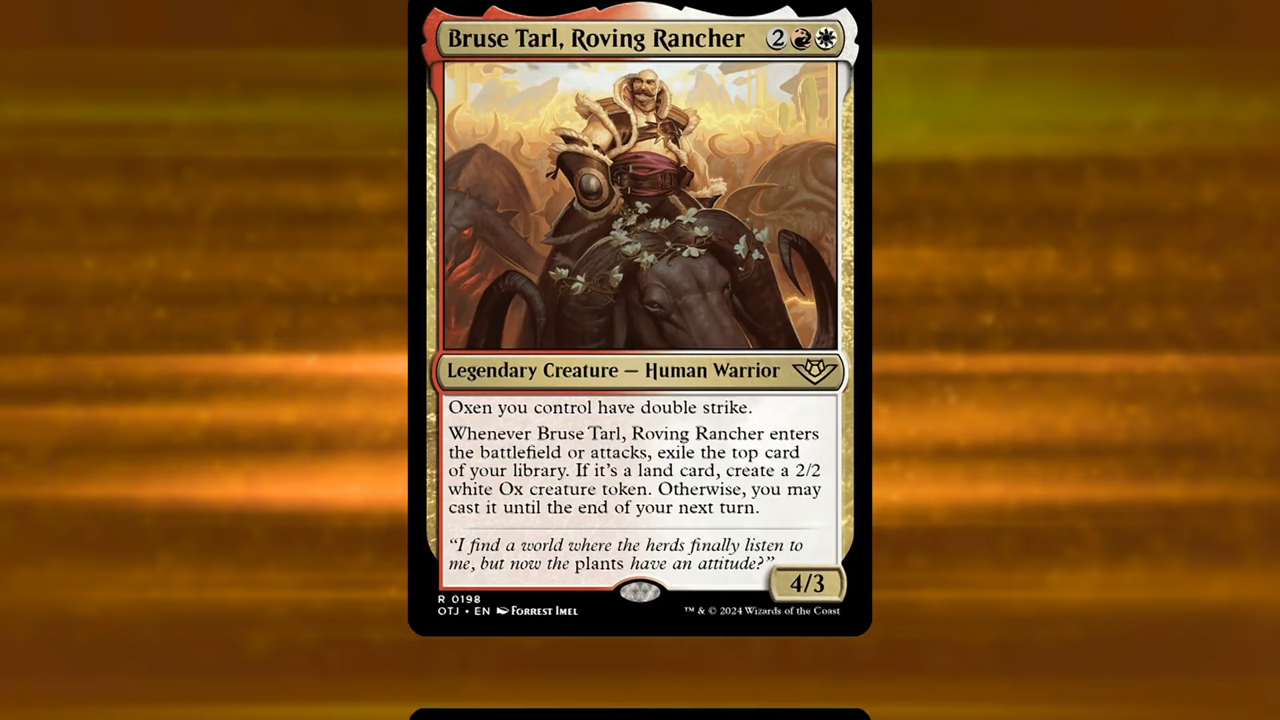 Bruse Tarl, Roving Rancher 2
Legendary Creature — Human Warrior
Oxen you control have double strike.
Whenever Bruse Tarl, Roving Rancher enters
the battlefield or attacks, exile the top card
of your library. If it's a land card, create a 2/2
white Ox creature token. Otherwise, you may
cast it until the end of your next turn.
“I find a world where the herds finally listen to
me, but now the plants have an attitude?”
4/3
R 0198
OTJ • EN Forrest Imel
™ & © 2024 Wizards of the Coast